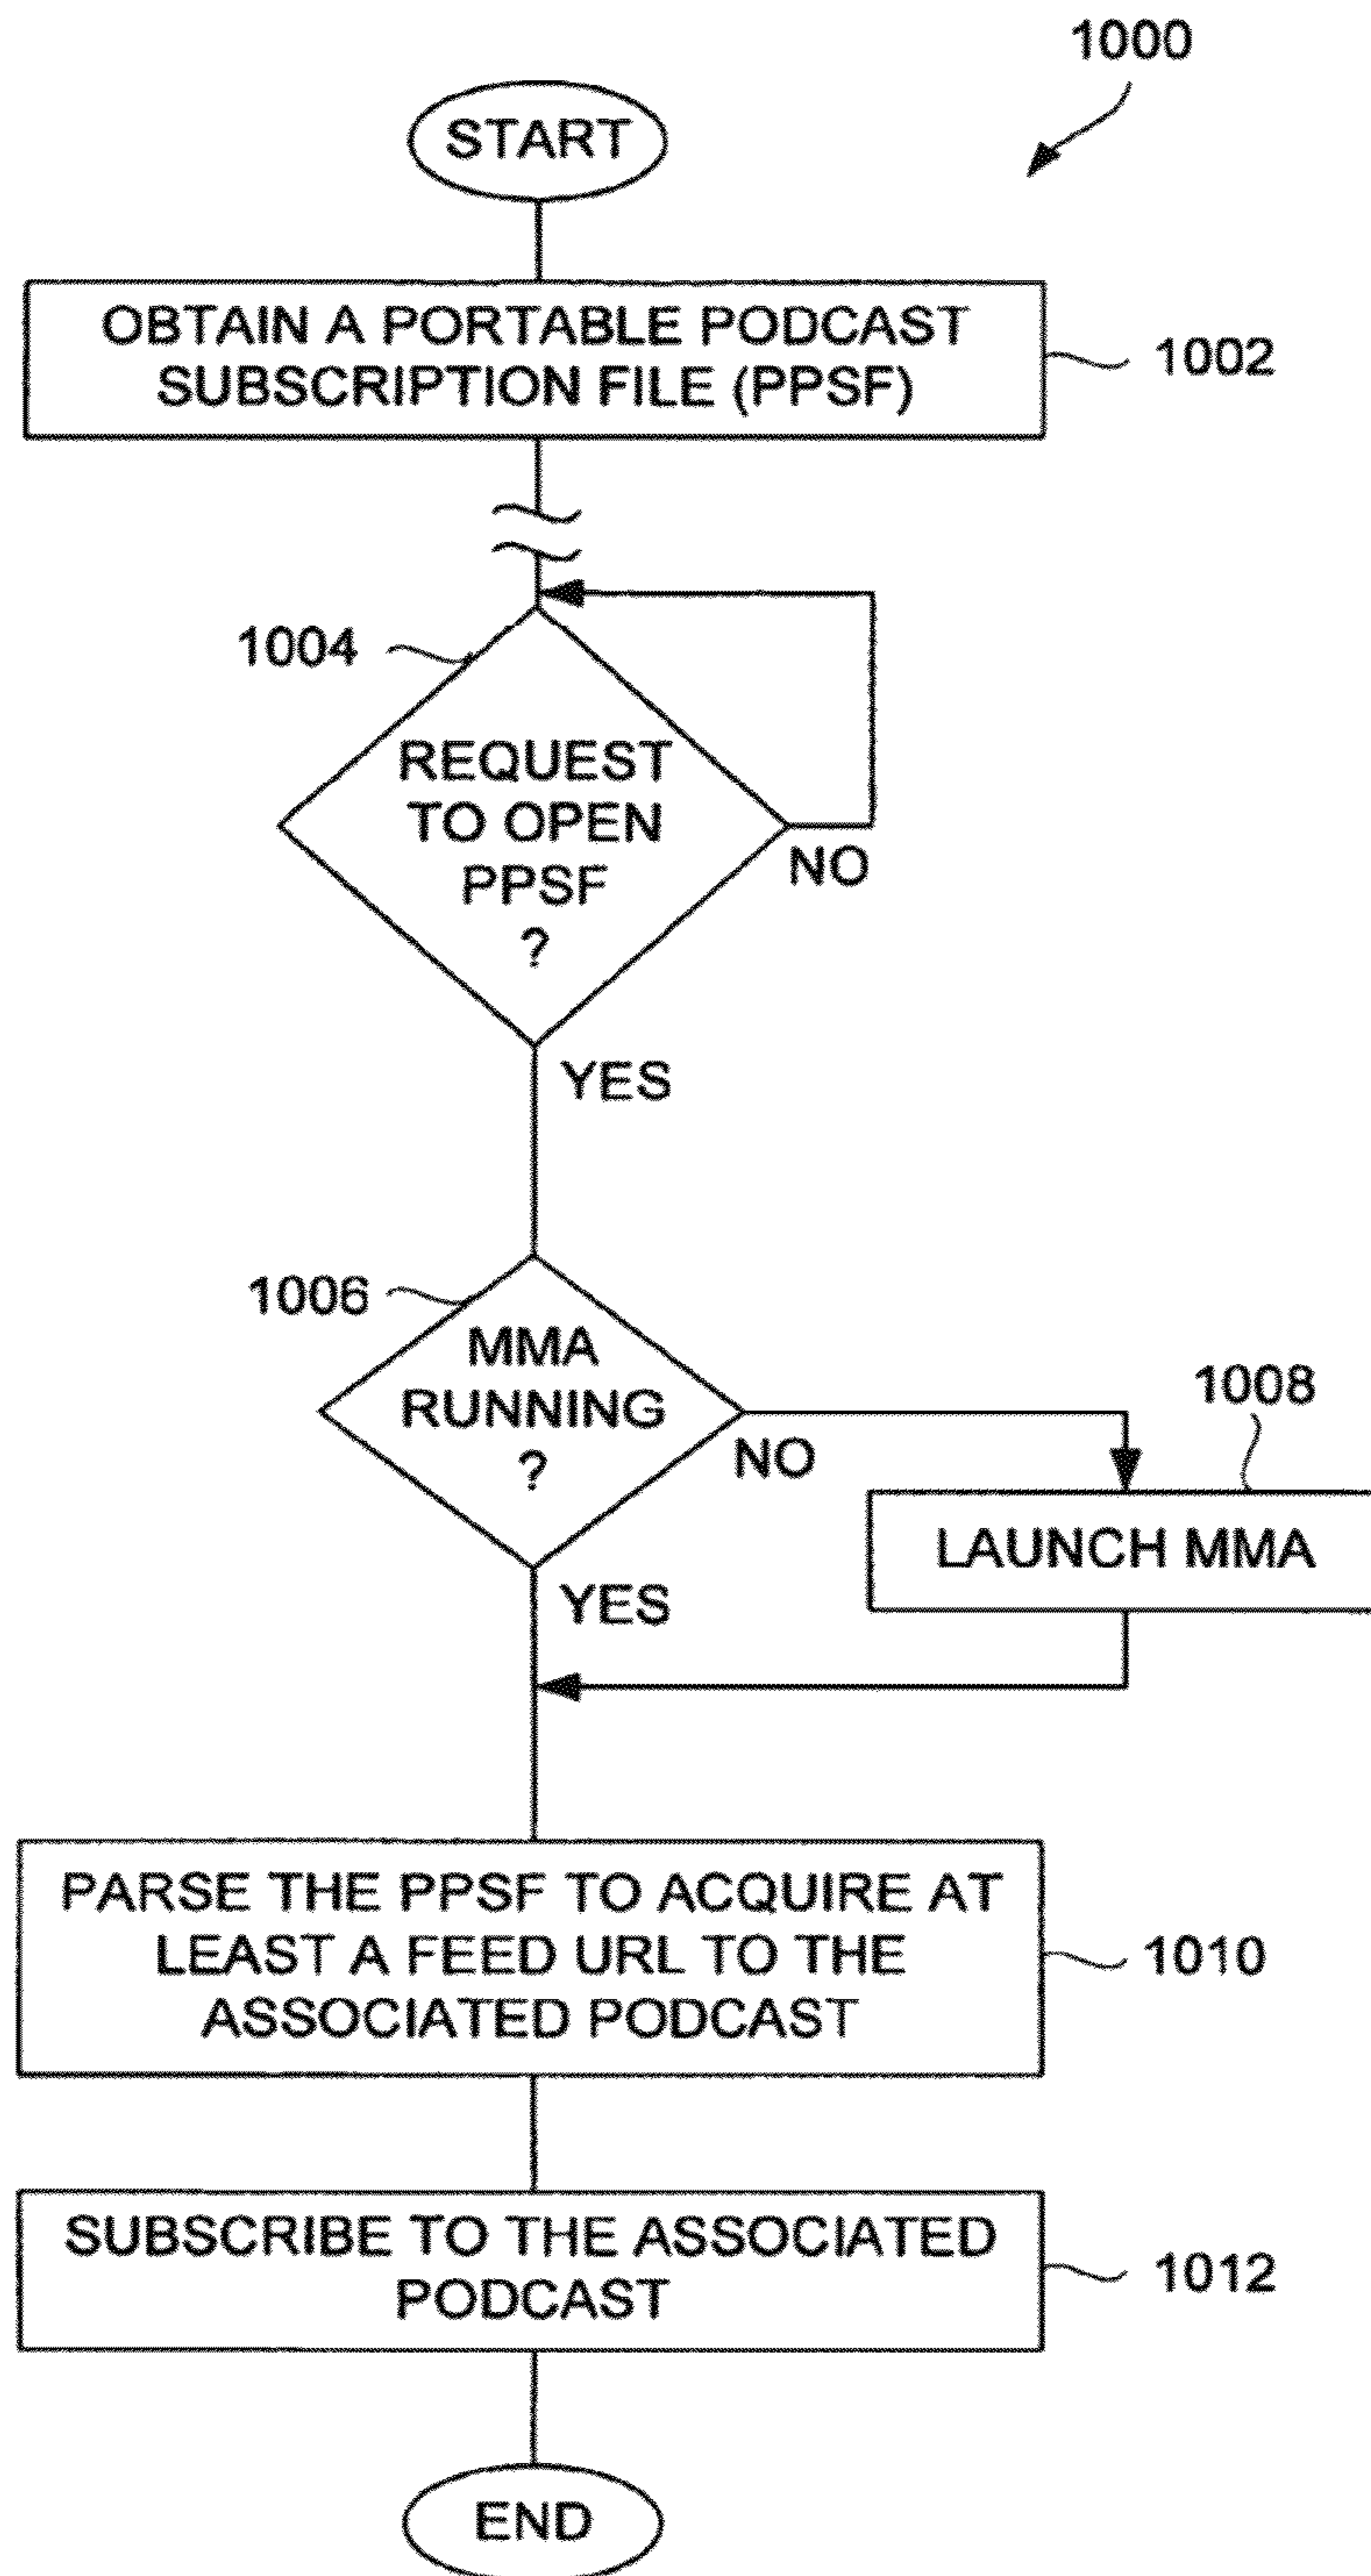 1000
START
OBTAIN A PORTABLE PODCAST
SUBSCRIPTION FILE (PPSF)
1002
1004
REQUEST
TO OPEN
PPSF
?
NO
YES
1006
MMA
RUNNING
?
NO
1008
LAUNCH MMA
YES
PARSE THE PPSF TO ACQUIRE AT
LEAST A FEED URL TO THE
ASSOCIATED PODCAST
1010
SUBSCRIBE TO THE ASSOCIATED
PODCAST
1012
END